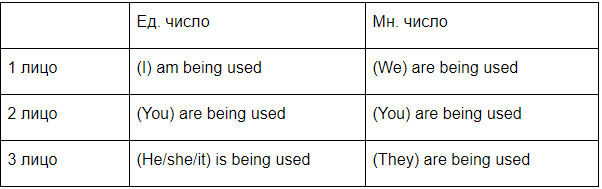 Ед. число Мн. число
1 лицо (I) am being used (We) are being used
2 лицо (You) are being used (You) are being used
3 лицо (He/she/it) is being used (They) are being used